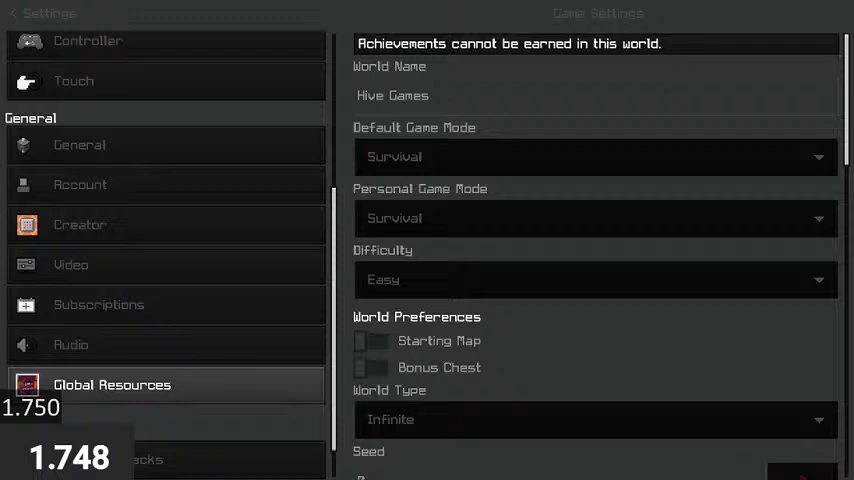 Settings
Game Settings
Controller
Touch
General
General
Account
Creator
Video
Subscriptions
Audio
Global Resources
1.750
1.748
acks
Achievements cannot be earned in this world.
World Name
Hive Games
Default Game Mode
Survival
Personal Game Mode
Survival
Difficulty
Easy
World Preferences
Starting Map
Bonus Chest
World Type
Infinite
Seed